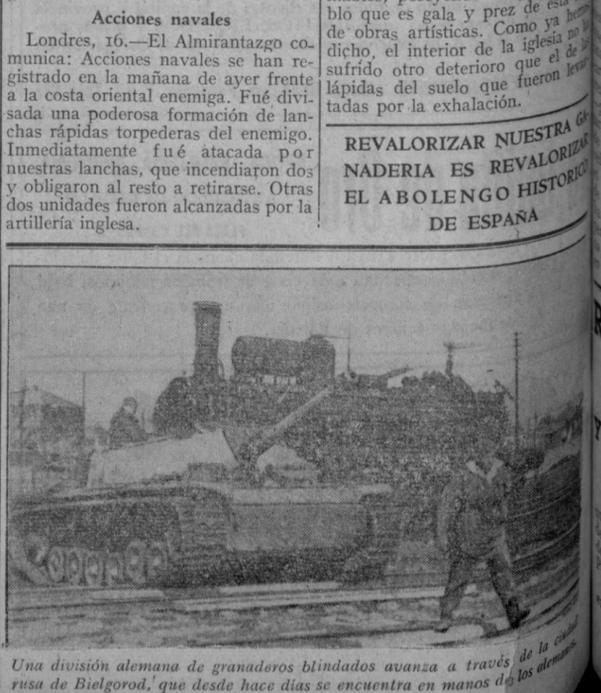 Acciones navales
Londres, 16.—El Almirantazgo co-
munica: Acciones navales se han re-
gistrado en la mañana de ayer frente
a la costa oriental enemiga. Fué divi-
sada una poderosa formación de lan-
chas rápidas torpederas del enemigo.
Inmediatamente fué atacada por
nuestras lanchas, que incendiaron dos
y obligaron al resto a retirarse. Otras
dos unidades fueron alcanzadas por la
artillería inglesa.
bló que es gala y prez de esta
de obras artísticas. Como ya hemos
dicho, el interior de la iglesia no
sufrido otro deterioro que el de
lápidas del suelo que fueron levan-
tadas por la exhalación.
REVALORIZAR NUESTRA GA-
NADERIA ES REVALORIZAR
EL ABOLENGO HISTORICO
DE ESPAÑA
Una división alemana de granaderos blindados avanza a través de la ciudad
rusa de Bielgorod, que desde hace días se encuentra en manos de los alemanes.